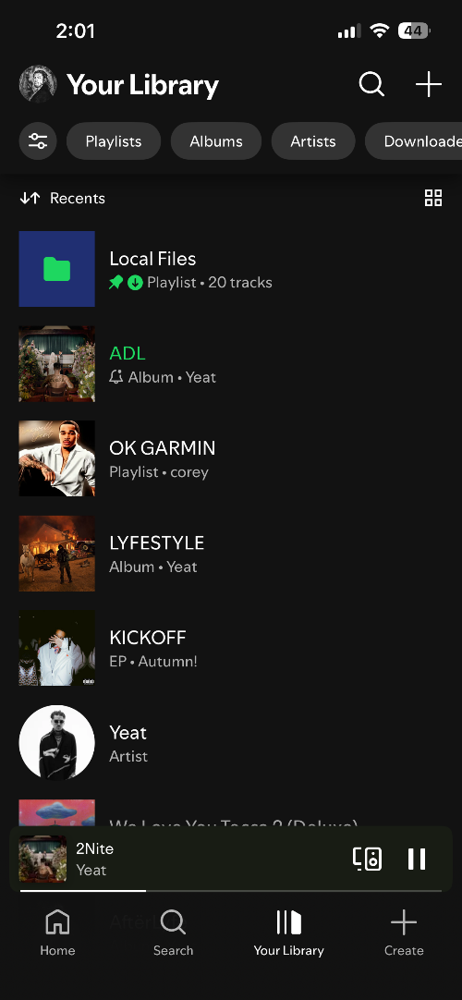 2:01
44
Your Library
Playlists
Albums
Artists
Downloade
Recents
Local Files
Playlist • 20 tracks
ADL
Album • Yeat
OK GARMIN
Playlist • corey
LYFESTYLE
Album • Yeat
KICKOFF
EP • Autumn!
Yeat
Artist
We Love You Tecca 2 (Deluxe)
2Nite
Yeat
Home
Search
Your Library
Create